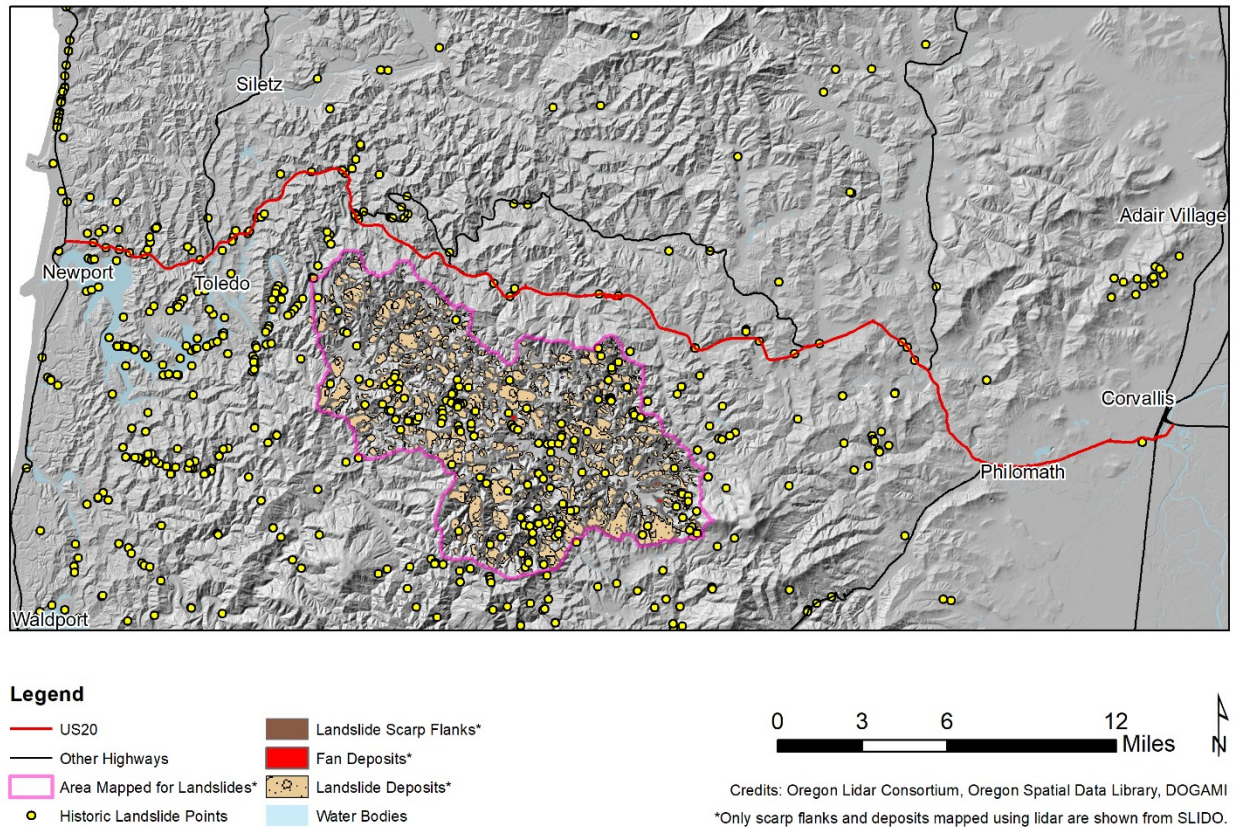 Siletz
Adair Village
Newport
Toledo
Corvallis
Philomath
Waldport
Legend
US20
Other Highways
Area Mapped for Landslides*
Historic Landslide Points
Landslide Scarp Flanks*
Fan Deposits*
Landslide Deposits*
Water Bodies
0 3 6 12
Miles
N
Credits: Oregon Lidar Consortium, Oregon Spatial Data Library, DOGAMI
*Only scarp flanks and deposits mapped using lidar are shown from SLIDO.